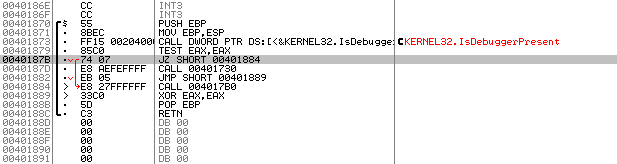 0040186E CC INT3
0040186F CC INT3
00401870 $ 55 PUSH EBP
00401871 . 8BEC MOV EBP,ESP
00401873 . FF15 00204000 CALL DWORD PTR DS:[<&KERNEL32.IsDebugger KERNEL32.IsDebuggerPresent
00401879 . 85C0 TEST EAX,EAX
0040187B . 74 07 JZ SHORT 00401884
0040187D . E8 AEFEFFFF CALL 00401730
00401882 . EB 05 JMP SHORT 00401889
00401884 > E8 27FFFFFF CALL 004017B0
00401889 > 33C0 XOR EAX,EAX
0040188B . 5D POP EBP
0040188C . C3 RETN
0040188D 00 DB 00
0040188E 00 DB 00
0040188F 00 DB 00
00401890 00 DB 00
00401891 00 DB 00